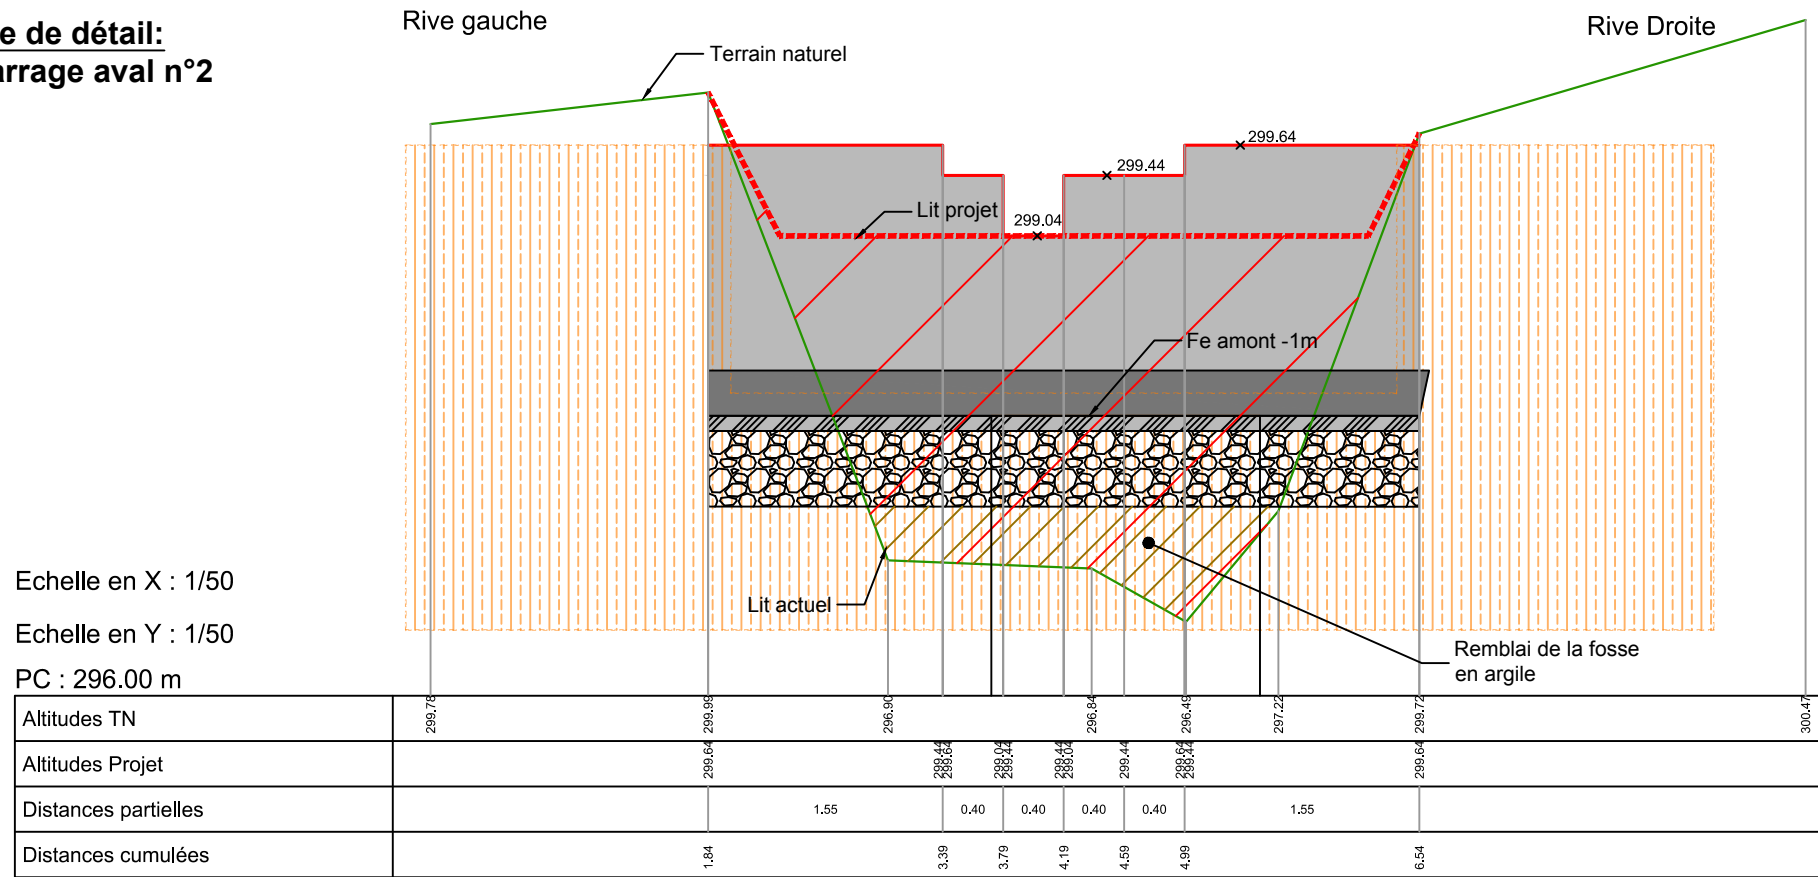 e de détail:
arrage aval n°2
Rive gauche
Rive Droite
Terrain naturel
299.64
299.44
Lit projet
299.04
Fe amont -1m
Lit actuel
Remblai de la fosse
en argile
Echelle en X : 1/50
Echelle en Y : 1/50
PC : 296.00 m
Altitudes TN
299.78
299.99
296.90
296.84
296.49
297.22
299.72
300.47
Altitudes Projet
299.64
299.44
299.64
299.04
299.44
299.44
299.04
299.44
299.64
299.44
299.64
Distances partielles
1.55
0.40
0.40
0.40
0.40
1.55
Distances cumulées
1.84
3.39
3.79
4.19
4.59
4.99
6.54